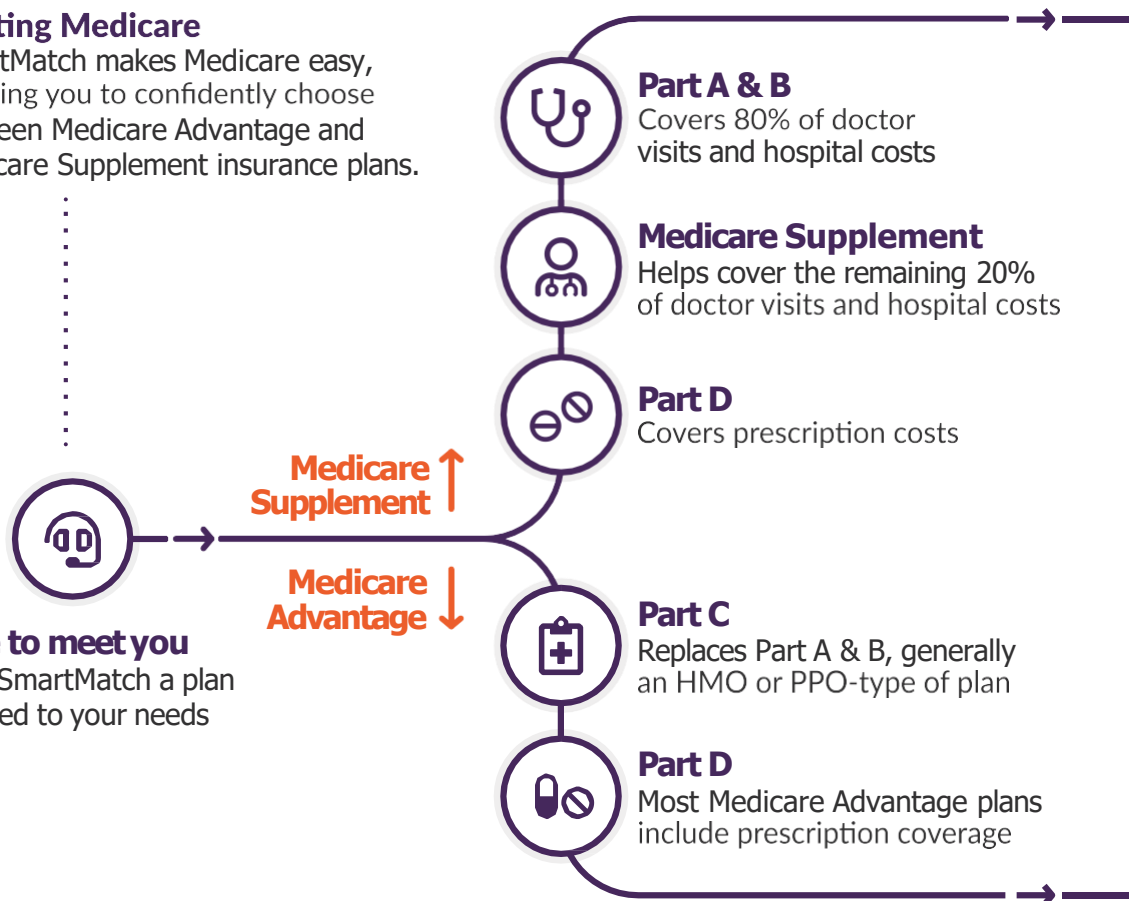 ting Medicare
tMatch makes Medicare easy,
ing you to confidently choose
een Medicare Advantage and
care Supplement insurance plans.
Part A & B
Covers 80% of doctor
visits and hospital costs
Medicare Supplement
Helps cover the remaining 20%
of doctor visits and hospital costs
Part D
Covers prescription costs
Medicare
Supplement
Medicare
Advantage
to meet you
SmartMatch a plan
ed to your needs
Part C
Replaces Part A & B, generally
an HMO or PPO-type of plan
Part D
Most Medicare Advantage plans
include prescription coverage